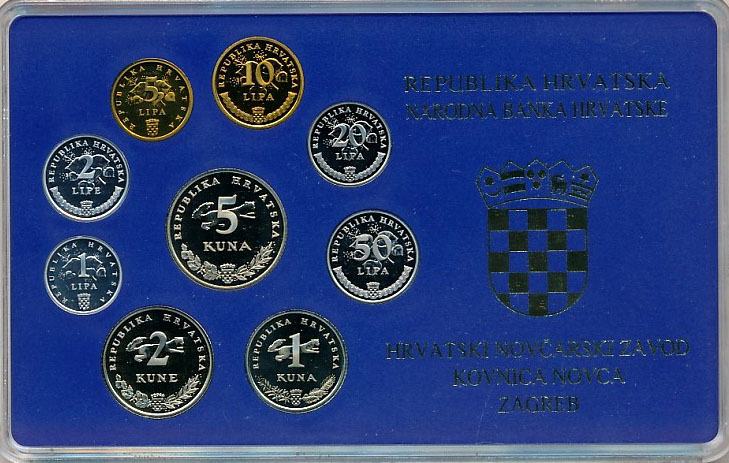 REPUBLIKA HRVATSKA
5
LIPA
REPUBLIKA HRVATSKA
10
LIPA
REPUBLIKA HRVATSKA
20
LIPA
REPUBLIKA HRVATSKA
2
LIPE
REPUBLIKA HRVATSKA
5
KUNA
REPUBLIKA HRVATSKA
50
LIPA
REPUBLIKA HRVATSKA
1
LIPA
REPUBLIKA HRVATSKA
2
KUNE
REPUBLIKA HRVATSKA
1
KUNA
REPUBLIKA HRVATSKA
NARODNA BANKA HRVATSKE
HRVATSKI NOVČARSKI ZAVOD
KOVNICA NOVCA
ZAGREB